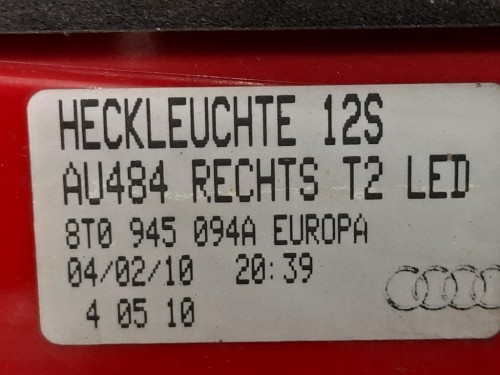 HECKLEUCHTE 12S
AU484 RECHTS T2 LED
8T0 945 094A EUROPA
04/02/10 20:39
4 05 10